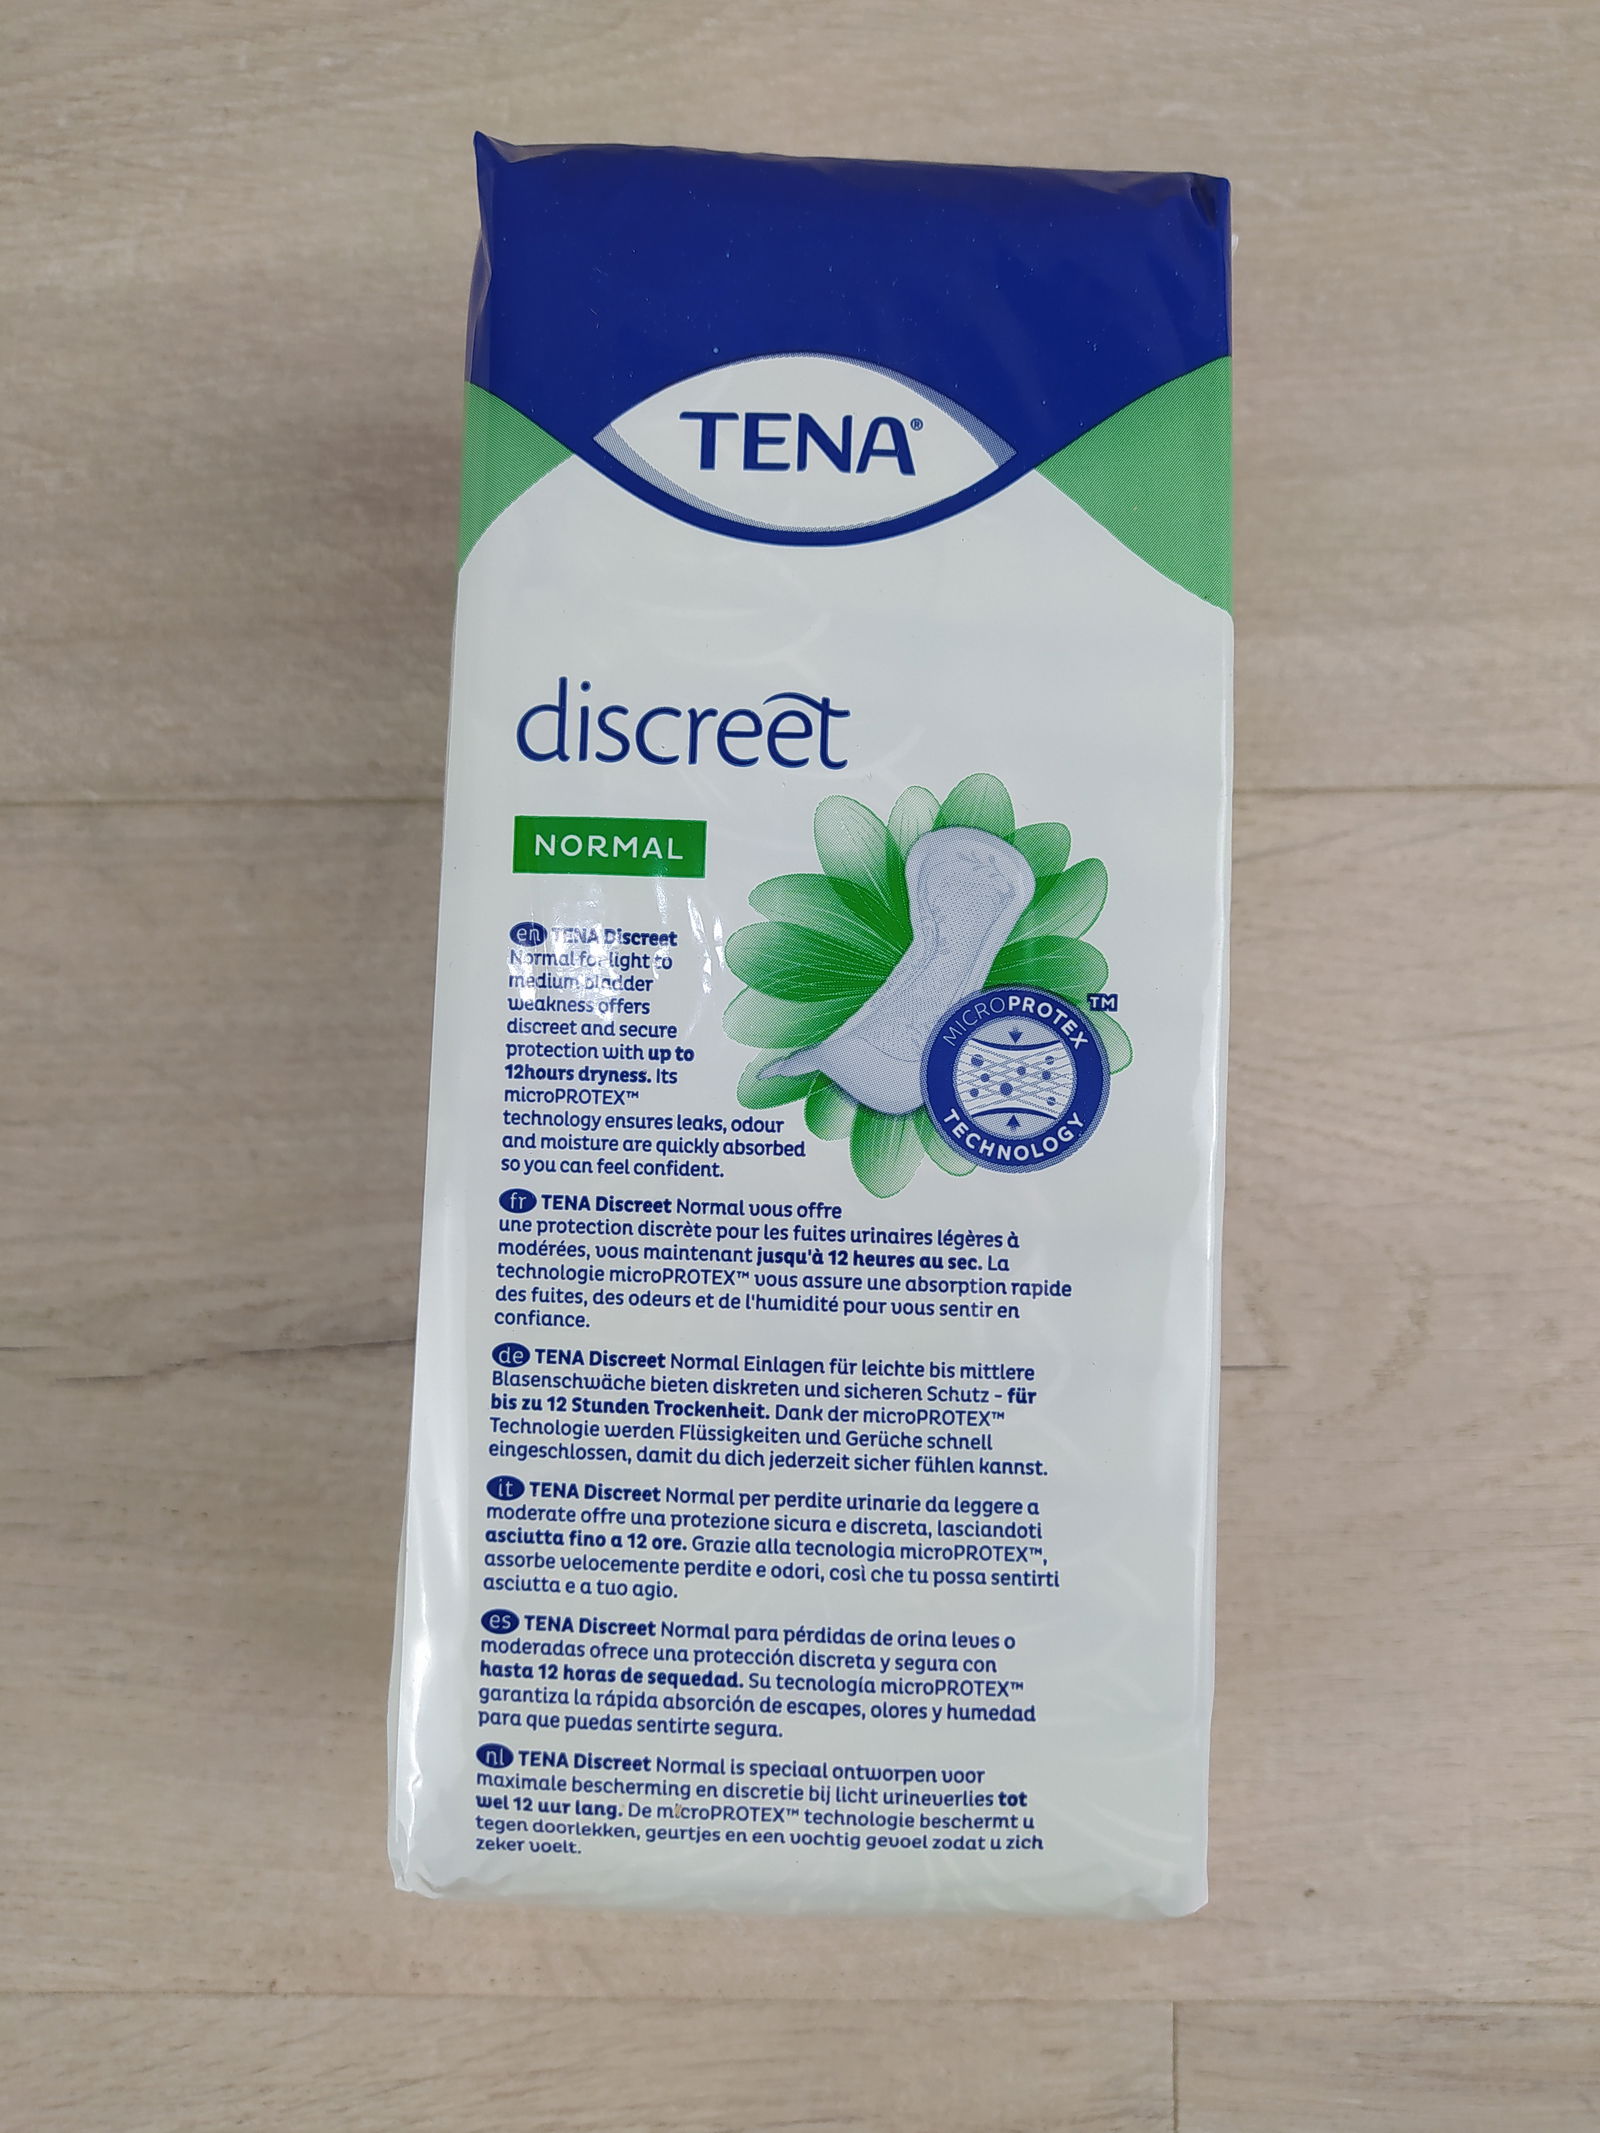 TENA®
discreet
NORMAL
en TENA Discreet
Normal for light to
medium bladder
weakness offers
discreet and secure
protection with up to
12hours dryness. Its
microPROTEX™
technology ensures leaks, odour
and moisture are quickly absorbed
so you can feel confident.
MICROPROTEX™
TECHNOLOGY
fr TENA Discreet Normal vous offre
une protection discrète pour les fuites urinaires légères à
modérées, vous maintenant jusqu'à 12 heures au sec. La
technologie microPROTEX™ vous assure une absorption rapide
des fuites, des odeurs et de l'humidité pour vous sentir en
confiance.
de TENA Discreet Normal Einlagen für leichte bis mittlere
Blasenschwäche bieten diskreten und sicheren Schutz - für
bis zu 12 Stunden Trockenheit. Dank der microPROTEX™
Technologie werden Flüssigkeiten und Gerüche schnell
eingeschlossen, damit du dich jederzeit sicher fühlen kannst.
it TENA Discreet Normal per perdite urinarie da leggere a
moderate offre una protezione sicura e discreta, lasciandoti
asciutta fino a 12 ore. Grazie alla tecnologia microPROTEX™,
assorbe velocemente perdite e odori, così che tu possa sentirti
asciutta e a tuo agio.
es TENA Discreet Normal para pérdidas de orina leves o
moderadas ofrece una protección discreta y segura con
hasta 12 horas de sequedad. Su tecnología microPROTEX™
garantiza la rápida absorción de escapes, olores y humedad
para que puedas sentirte segura.
nl TENA Discreet Normal is speciaal ontworpen voor
maximale bescherming en discretie bij licht urineverlies tot
wel 12 uur lang. De microPROTEX™ technologie beschermt u
tegen doorlekken, geurtjes en een vochtig gevoel zodat u zich
zeker voelt.